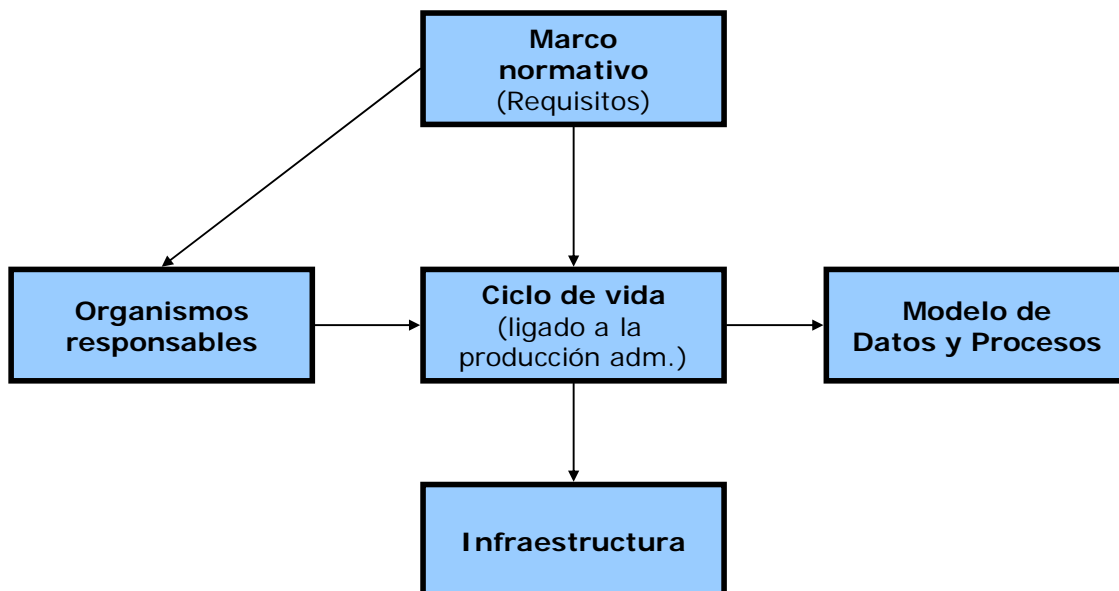 Marco
normativo
(Requisitos)
Organismos
responsables
Ciclo de vida
(ligado a la
producción adm.)
Modelo de
Datos y Procesos
Infraestructura